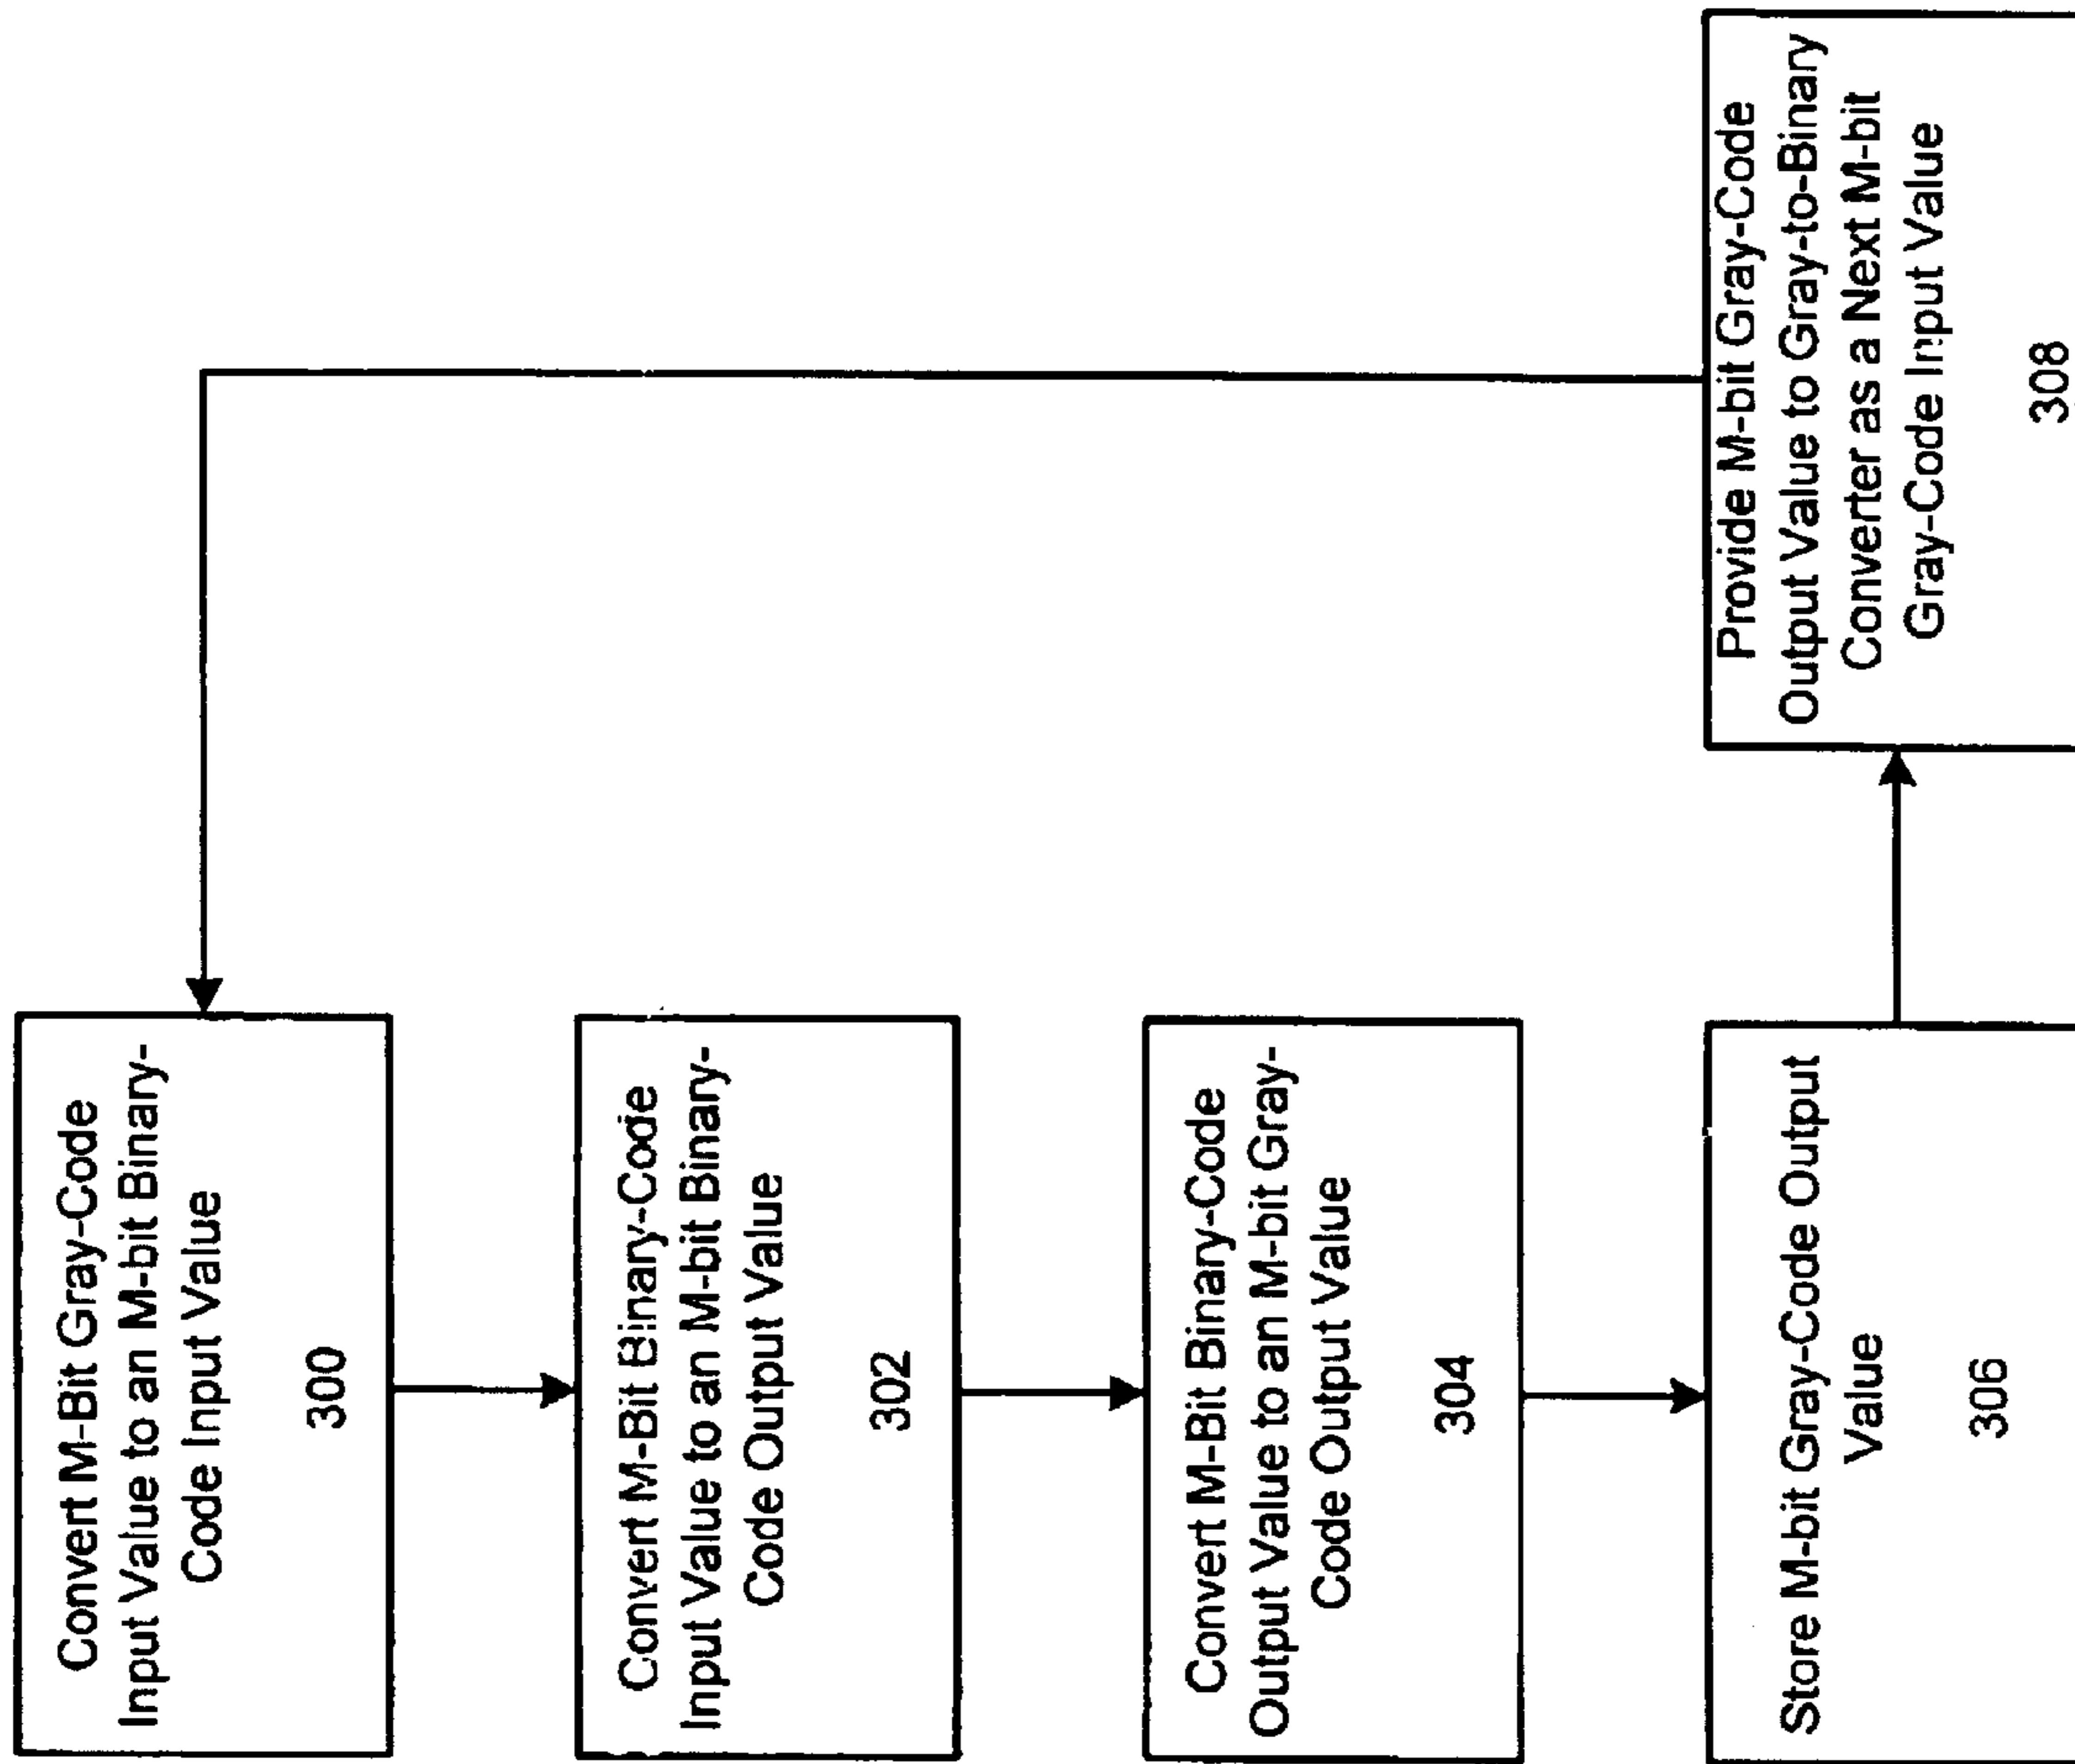 Convert M-Bit Gray-Code
Input Value to an M-bit Binary-
Code Input Value
300
Convert M-Bit Binary-Code
Input Value to an M-bit Binary-
Code Output Value
302
Convert M-Bit Binary-Code
Output Value to an M-bit Gray-
Code Output Value
304
Store M-bit Gray-Code Output
Value
306
Provide M-bit Gray-Code
Output Value to Gray-to-Binary
Converter as a Next M-bit
Gray-Code Input Value
308